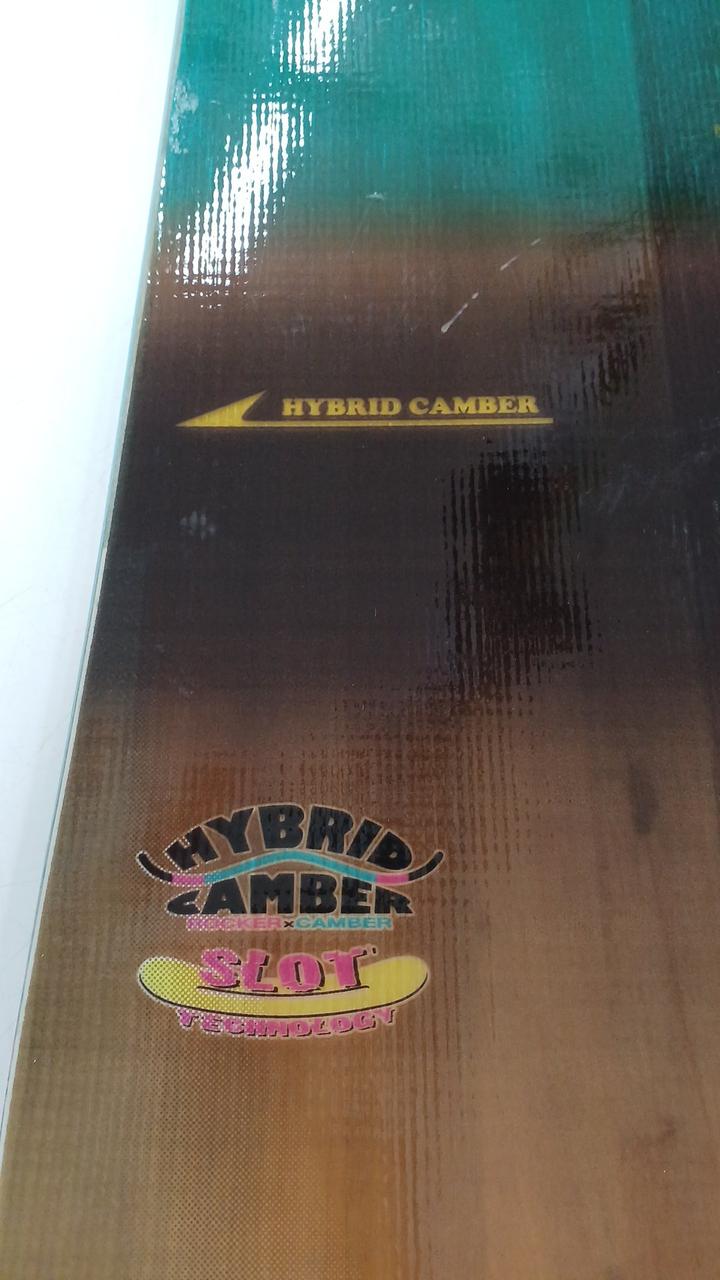 HYBRID CAMBER
HYBRID
CAMBER
ROCKER×CAMBER
SLOT
TECHNOLOGY